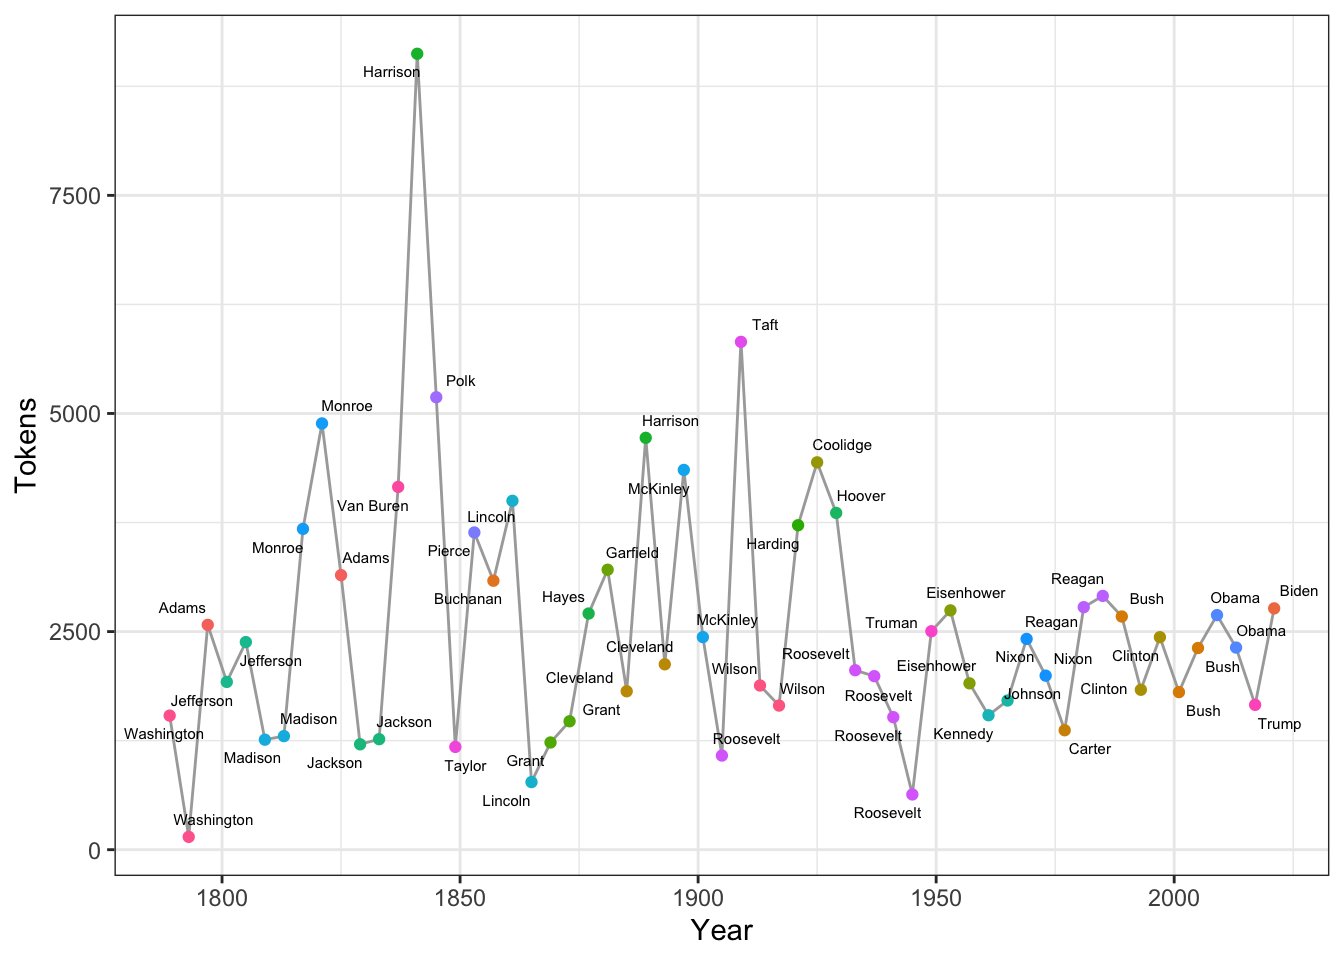 Harrison
7500
Taft
Polk
Monroe
5000
Harrison
Coolidge
McKinley
Hoover
Van Buren
Lincoln
Harding
Monroe
Pierce
Garfield
Adams
Reagan
Eisenhower
Buchanan
Hayes
Biden
Obama
Bush
Adams
McKinley
Truman
Reagan
2500
Obama
Cleveland
Roosevelt
Nixon
Nixon
Clinton
Jefferson
Wilson
Eisenhower
Bush
Cleveland
Wilson
Roosevelt
Johnson
Clinton
Jefferson
Grant
Bush
Madison
Jackson
Trump
Washington
Roosevelt
Roosevelt
Kennedy
Carter
Madison
Jackson
Taylor
Grant
Lincoln
Roosevelt
Washington
0
1800 1850 1900 1950 2000
Year
Tokens